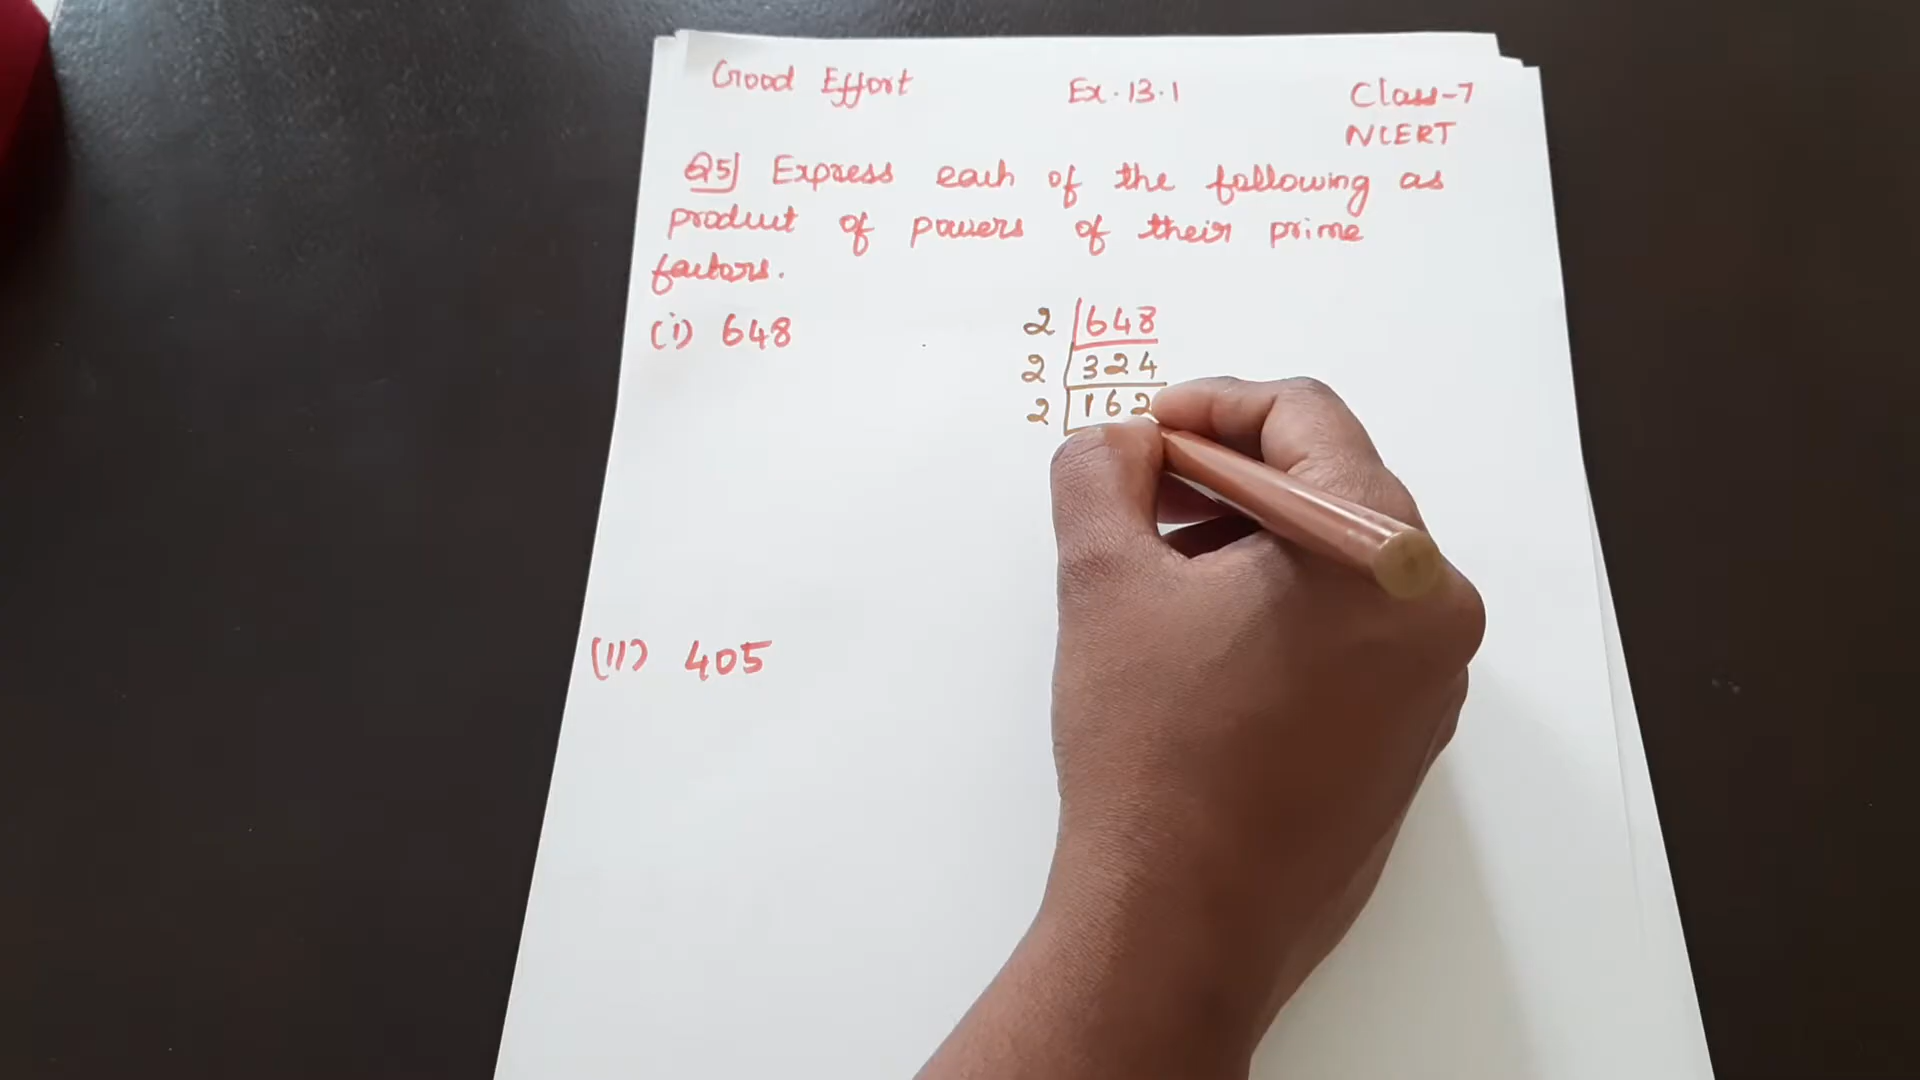 Good Effort Ex.13.1 Class-7
NCERT
Q5] Express each of the following as
product of powers of their prime
factors.
(i) 648
2 | 648
2 | 324
2 | 162
(ii) 405